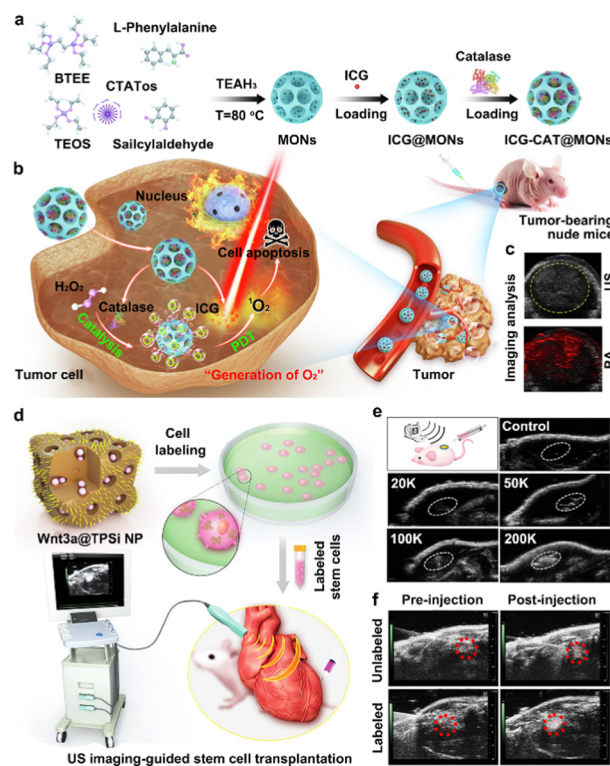 a
L-Phenylalanine
BTEE
CTATos
TEOS
Sailcylaldehyde
TEAH₃
T=80 °C
MONs
ICG
Loading
ICG@MONs
Catalase
Loading
ICG-CAT@MONs
b
Nucleus
Cell apoptosis
H₂O₂
Catalase
ICG
¹O₂
Catalysis
PDT
Tumor cell
"Generation of O₂"
Tumor
Tumor-bearing
nude mice
c
Imaging analysis
US
PA
d
Cell
labeling
Wnt3a@TPSi NP
Labeled
stem cells
US imaging-guided stem cell transplantation
e
Control
20K
50K
100K
200K
f
Pre-injection
Post-injection
Unlabeled
Labeled